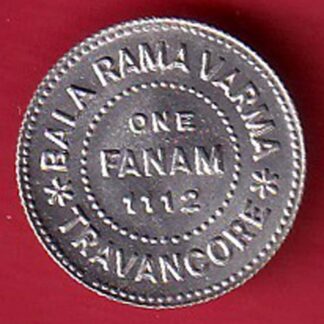 BALA RAMA VARMA
ONE
FANAM
1112
* TRAVANCORE *